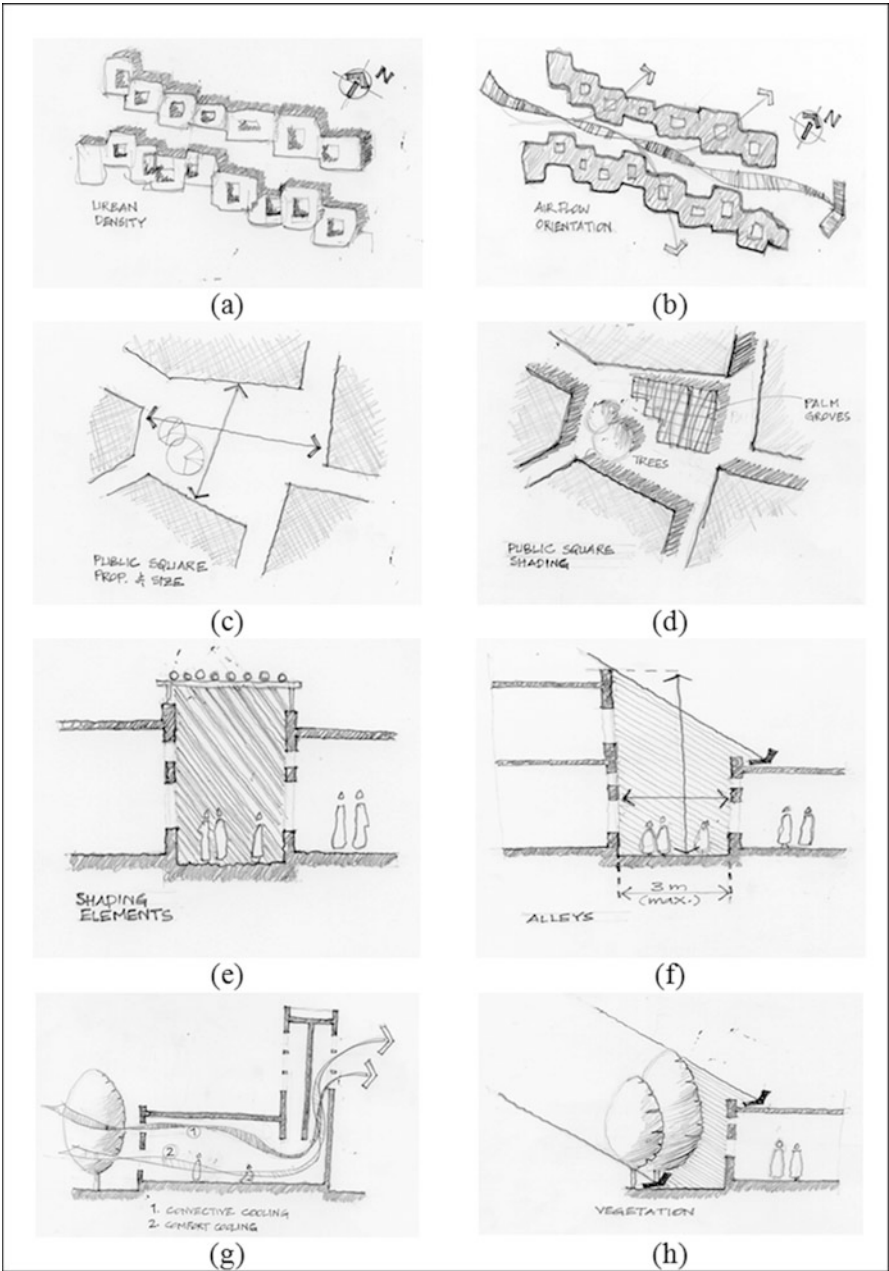 N
URBAN
DENSITY
(a)
N
AIRFLOW
ORIENTATION
(b)
PUBLIC SQUARE
PROP. & SIZE
(c)
PALM
GROVES
TREES
PUBLIC SQUARE
SHADING
(d)
SHADING
ELEMENTS
(e)
3 m
(max.)
ALLEYS
(f)
1
2
1. CONVECTIVE COOLING
2. COMFORT COOLING
(g)
VEGETATION
(h)